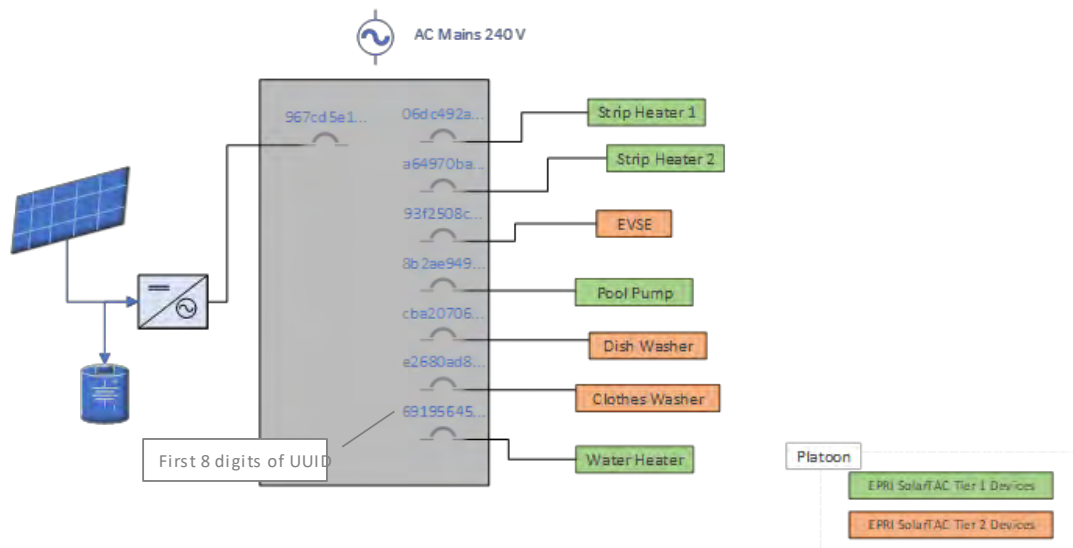 AC Mains 240 V
967cd5e1...
06dc492a...
Strip Heater 1
a64970ba...
Strip Heater 2
93f2508c...
EVSE
8b2ae949...
Pool Pump
cba20706...
Dish Washer
e2680ad8...
Clothes Washer
69195645...
Water Heater
First 8 digits of UUID
Platoon
EPRI SolarTAC Tier 1 Devices
EPRI SolarTAC Tier 2 Devices